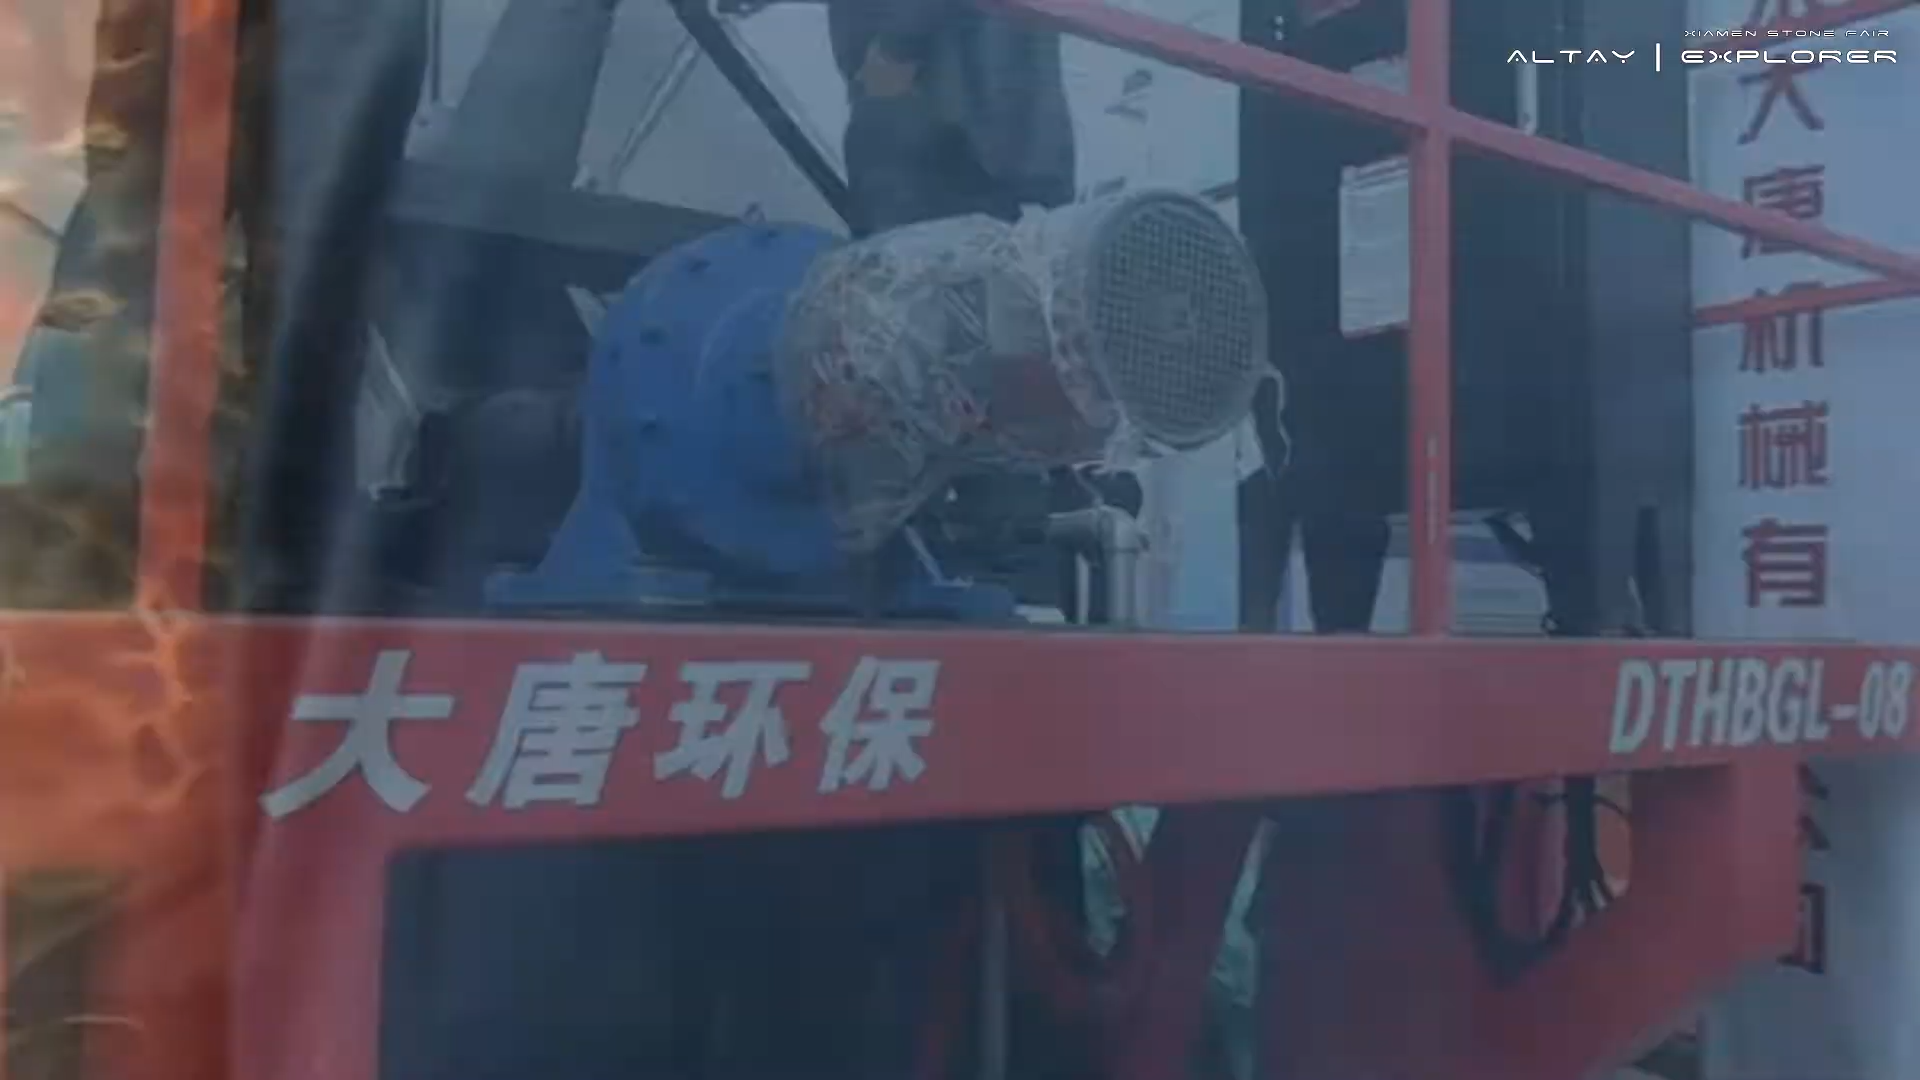 XIAMEN STONE FAIR
ALTAY | EXPLORER
大唐机械有
大唐环保
DTHBGL-08